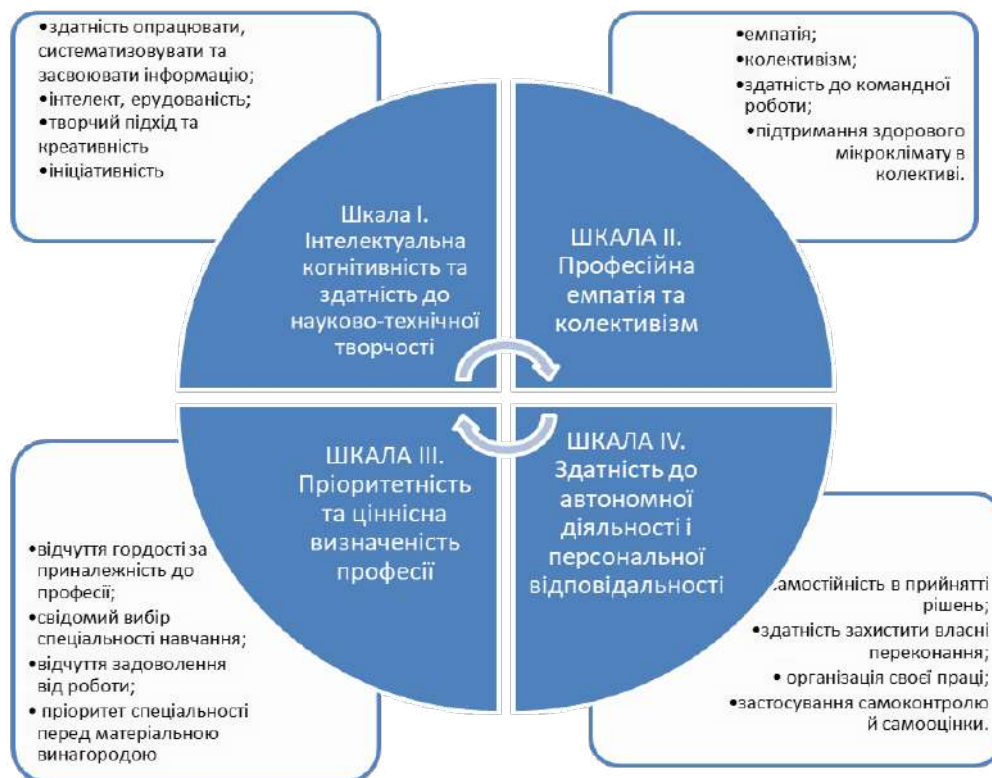 •здатність опрацювати,
систематизовувати та
засвоювати інформацію;
•інтелект, ерудованість;
•творчий підхід та
креативність
•ініціативність
•емпатія;
•колективізм;
•здатність до командної
роботи;
•підтримання здорового
мікроклімату в
колективі.
Шкала І.
Інтелектуальна
когнітивність та
здатність до
науково-технічної
творчості
ШКАЛА ІІ.
Професійна
емпатія та
колективізм
ШКАЛА ІІІ.
Пріоритетність
та ціннісна
визначеність
професії
ШКАЛА IV.
Здатність до
автономної
діяльності і
персональної
відповідальності
•відчуття гордості за
приналежність до
професії;
•свідомий вибір
спеціальності навчання;
•відчуття задоволення
від роботи;
• пріоритет спеціальності
перед матеріальною
винагородою
самостійність в прийнятті
рішень;
•здатність захистити власні
переконання;
• організація своєї праці;
•застосування самоконтролю
й самооцінки.